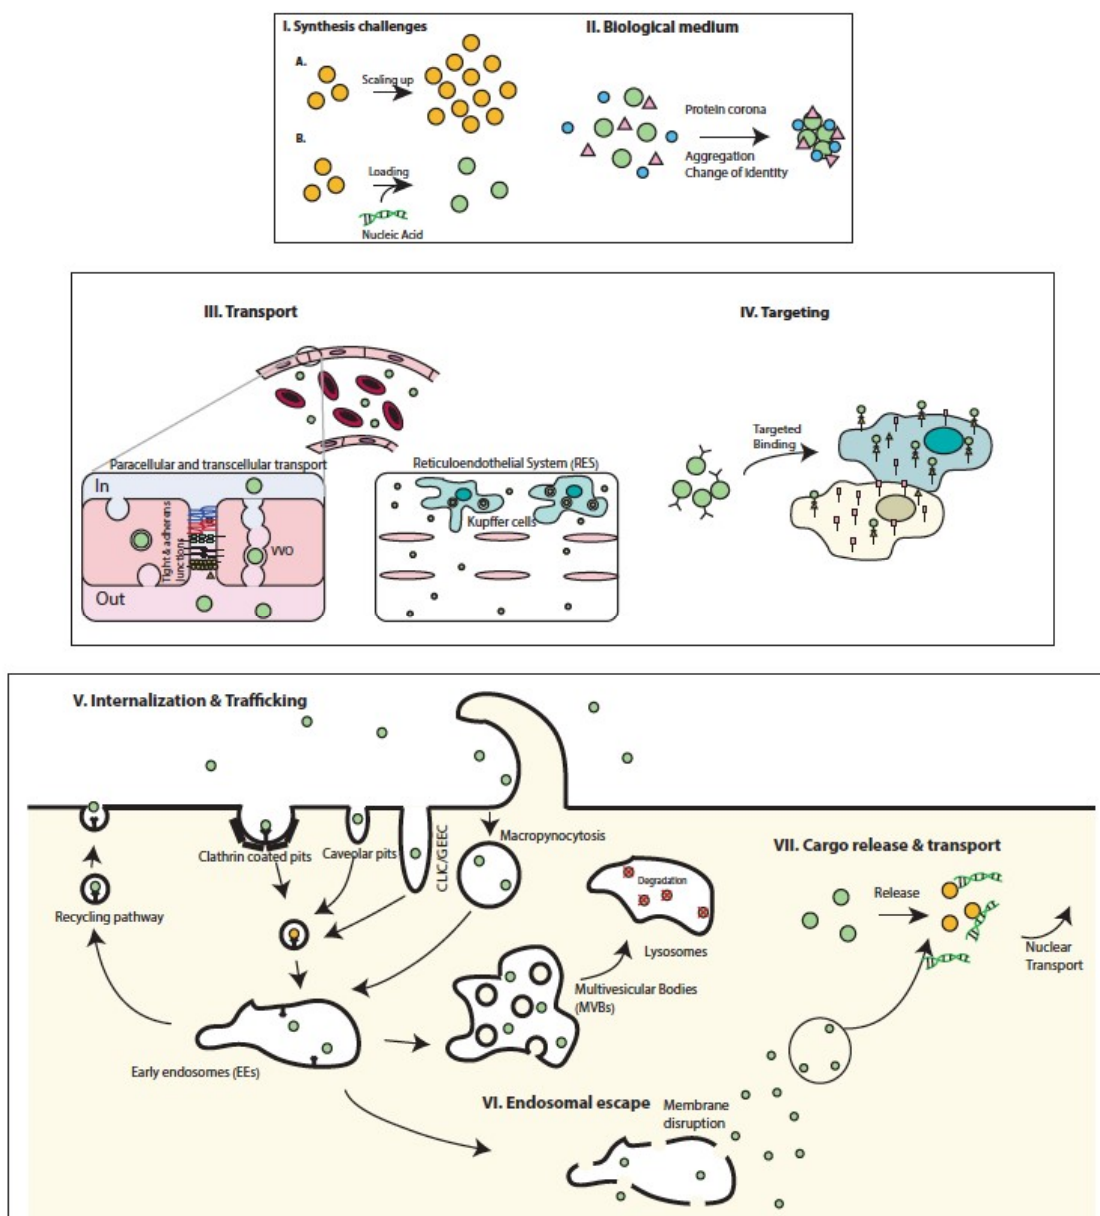 I. Synthesis challenges
A.
Scaling up
B.
Loading
Nucleic Acid
II. Biological medium
Protein corona
Aggregation
Change of identity
III. Transport
Paracellular and transcellular transport
In
Tight & adherens
junctions
VVO
Out
Reticuloendothelial System (RES)
Kupffer cells
IV. Targeting
Targeted
Binding
V. Internalization & Trafficking
Clathrin coated pits
Caveolar pits
CLIC/GEEC
Macropynocytosis
Recycling pathway
Degradation
Lysosomes
Multivesicular Bodies
(MVBs)
Early endosomes (EEs)
VI. Endosomal escape
Membrane
disruption
VII. Cargo release & transport
Release
Nuclear
Transport